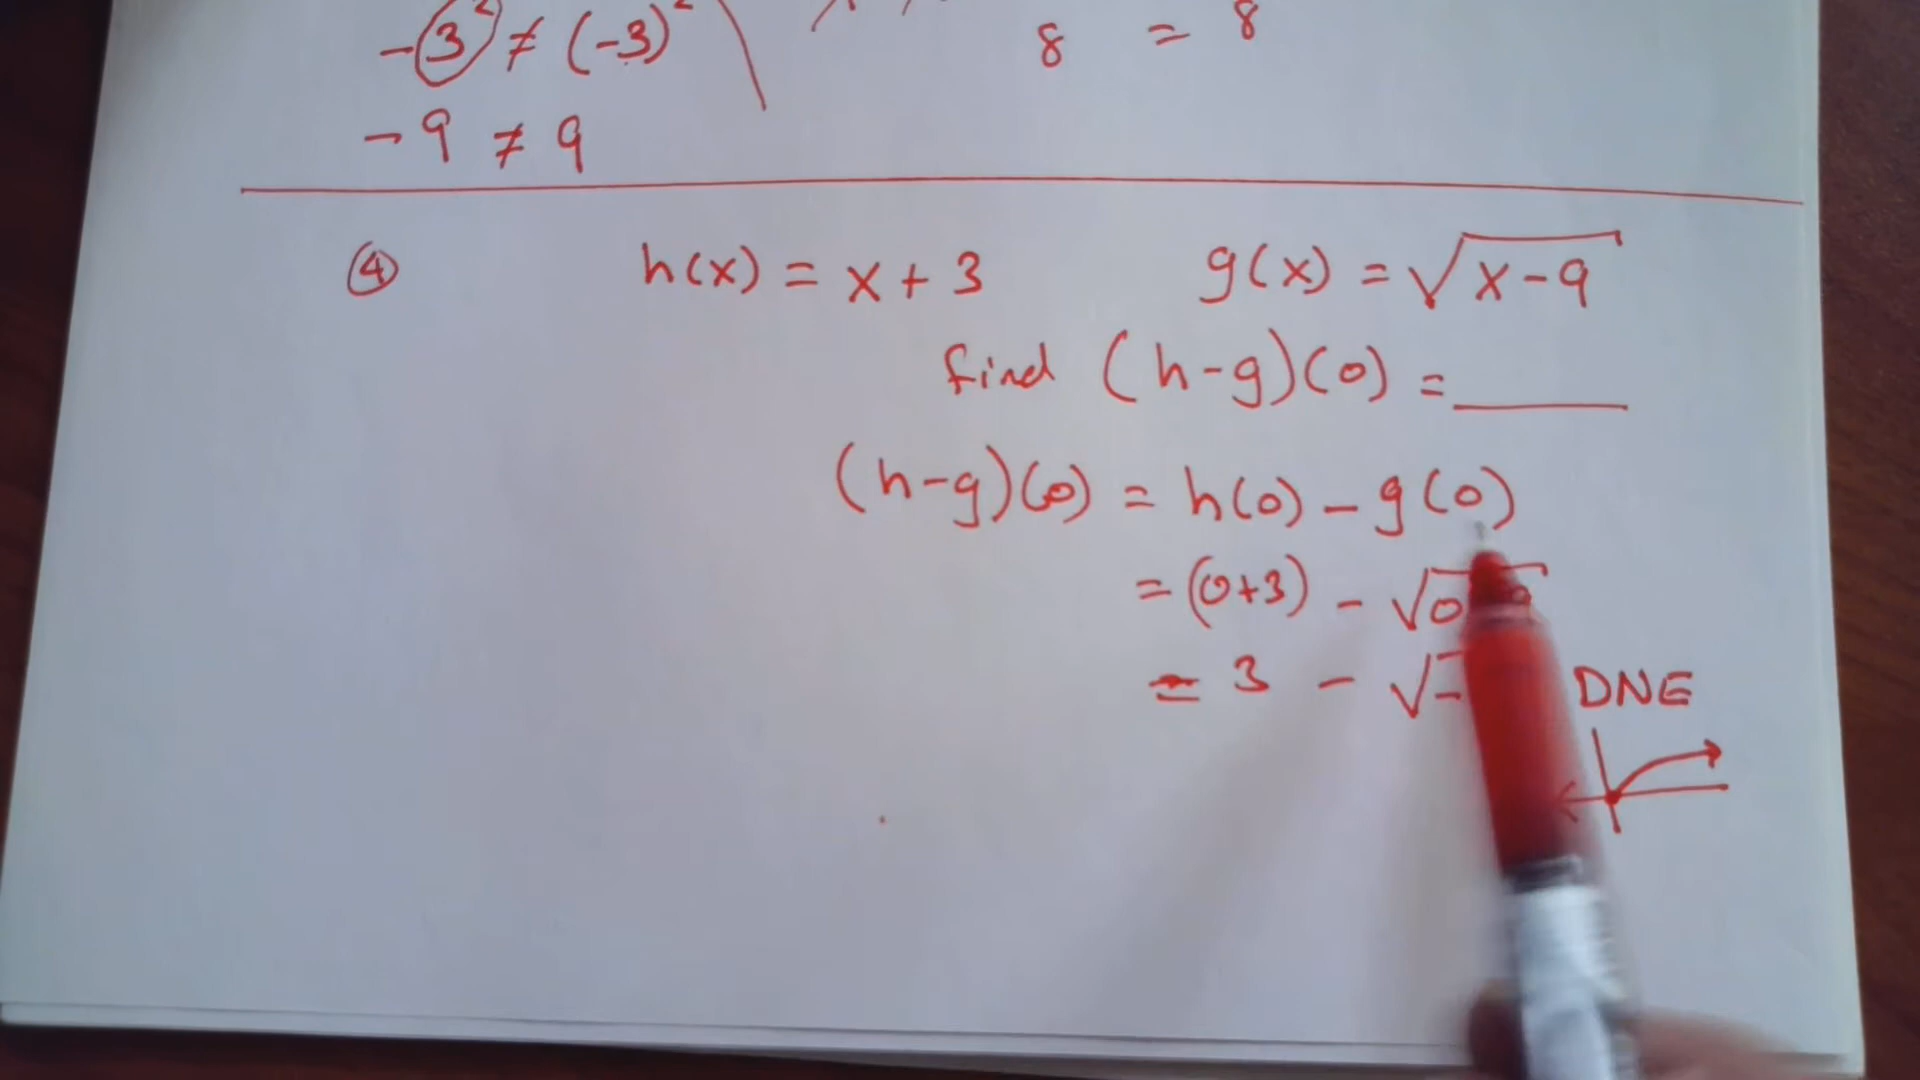 -3² ≠ (-3)²
8 = 8
-9 ≠ 9
④ h(x) = x + 3 g(x) = √x-9
find (h-g)(0) = ______
(h-g)(0) = h(0) - g(0)
= (0+3) - √0
= 3 - √- DNE